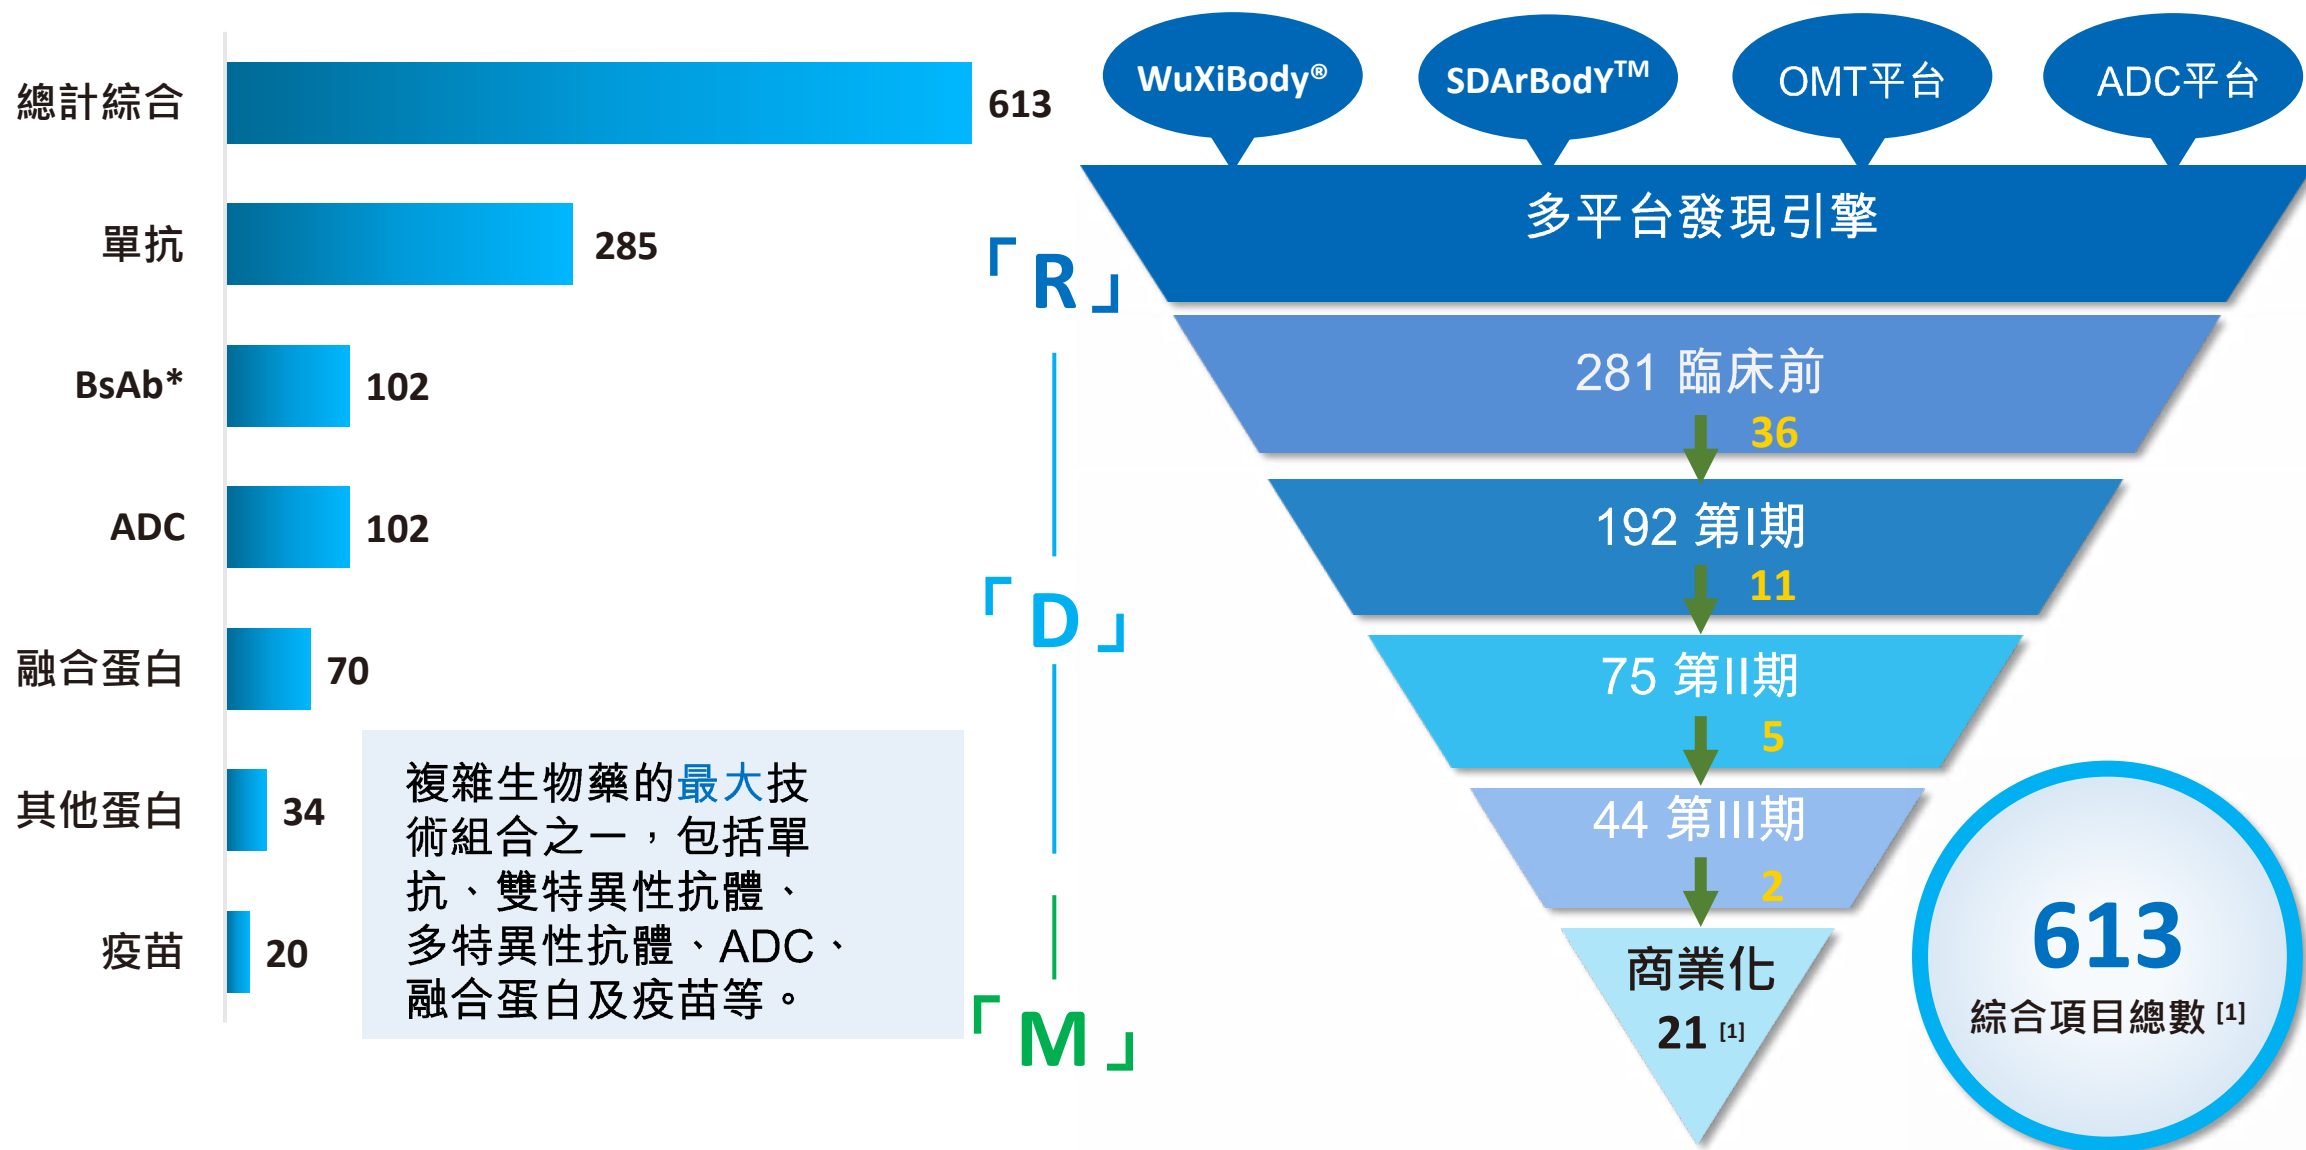 總計綜合 613
單抗 285
BsAb* 102
ADC 102
融合蛋白 70
其他蛋白 34
疫苗 20
複雜生物藥的最大技
術組合之一，包括單
抗、雙特異性抗體、
多特異性抗體、ADC、
融合蛋白及疫苗等。
「R」
「D」
「M」
WuXiBody®
SDArBodY™
OMT平台
ADC平台
多平台發現引擎
281 臨床前
36
192 第I期
11
75 第II期
5
44 第III期
2
商業化
21 [1]
613
綜合項目總數 [1]